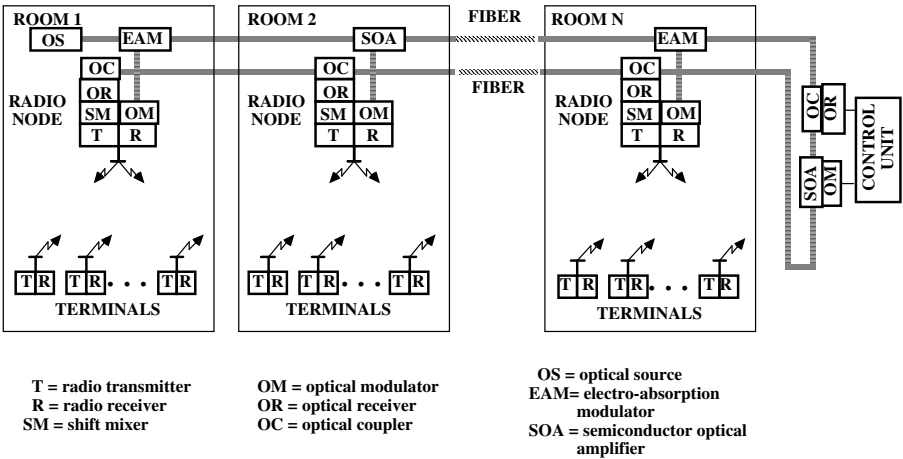 ROOM 1
ROOM 2
FIBER
ROOM N
OS
EAM
SOA
EAM
OC
OC
FIBER
OC
OR
OR
OR
RADIO
NODE
SM
OM
RADIO
NODE
SM
OM
RADIO
NODE
SM
OM
T
R
T
R
T
R
OC
OR
SOA
OM
CONTROL
UNIT
T R
T R
. . .
T R
T R
T R
. . .
T R
T R
T R
. . .
T R
TERMINALS
TERMINALS
TERMINALS
T = radio transmitter
R = radio receiver
SM = shift mixer
OM = optical modulator
OR = optical receiver
OC = optical coupler
OS = optical source
EAM= electro-absorption
modulator
SOA = semiconductor optical
amplifier